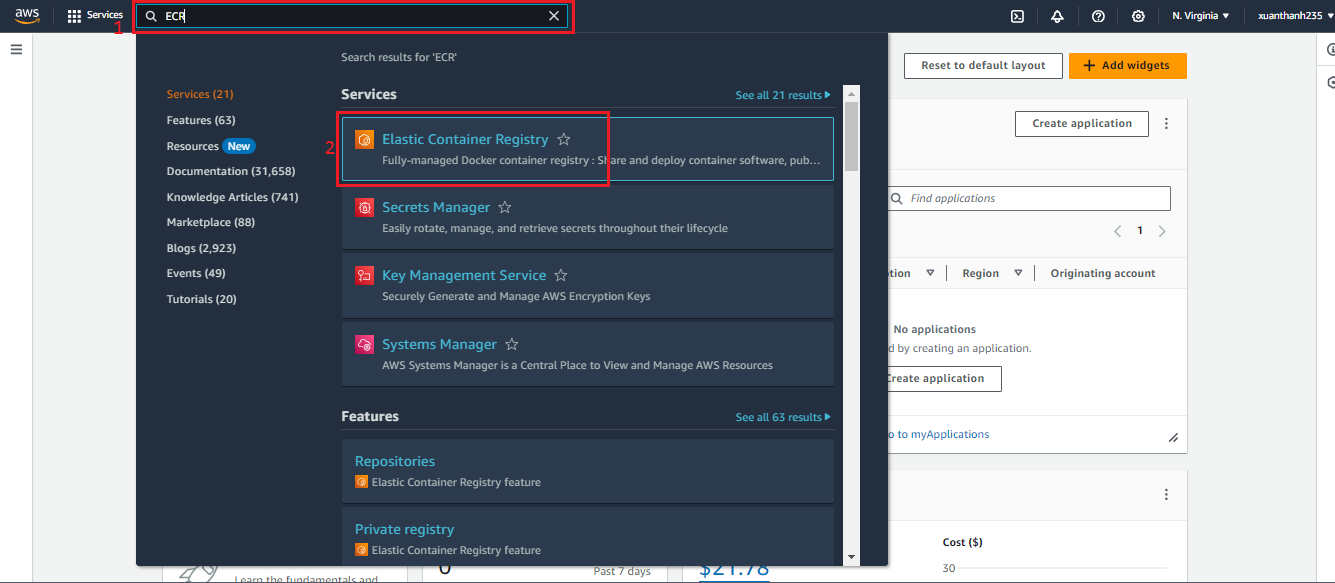 aws
Services
ECR
N. Virginia
xuanthanh235
1
Search results for 'ECR'
Services (21)
Features (63)
Resources New
Documentation (31,658)
Knowledge Articles (741)
Marketplace (88)
Blogs (2,923)
Events (49)
Tutorials (20)
Services
See all 21 results
2
Elastic Container Registry
Fully-managed Docker container registry : Share and deploy container software, pub...
Secrets Manager
Easily rotate, manage, and retrieve secrets throughout their lifecycle
Key Management Service
Securely Generate and Manage AWS Encryption Keys
Systems Manager
AWS Systems Manager is a Central Place to View and Manage AWS Resources
Features
See all 63 results
Repositories
Elastic Container Registry feature
Private registry
Elastic Container Registry feature
Reset to default layout
+ Add widgets
Create application
Find applications
1
tion
Region
Originating account
No applications
d by creating an application.
Create application
o to myApplications
Cost ($)
30
Learn the fundamentals and
0
Past 7 days
$21.78